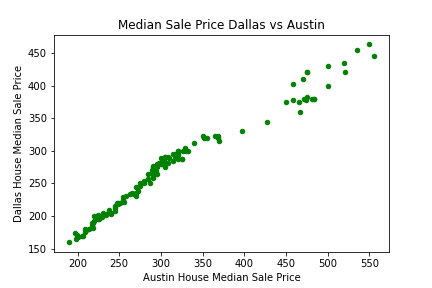 Median Sale Price Dallas vs Austin
Dallas House Median Sale Price
450
400
350
300
250
200
150
200 250 300 350 400 450 500 550
Austin House Median Sale Price